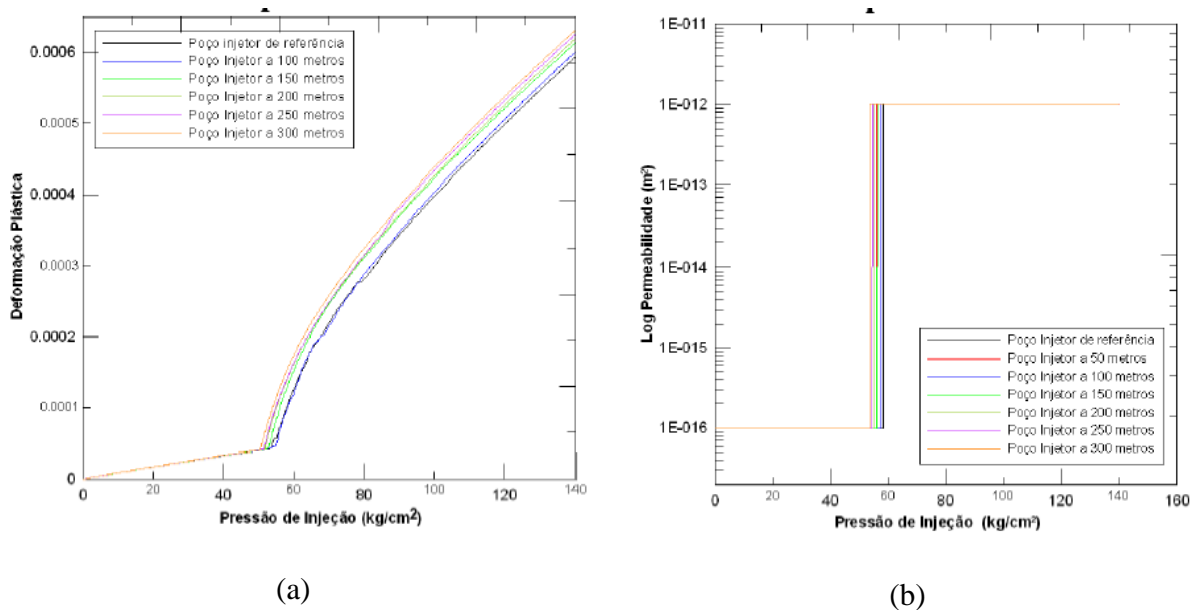 0.0006
0.0005
0.0004
0.0003
0.0002
0.0001
0
Deformação Plástica
Poço injetor de referência
Poço Injetor a 100 metros
Poço Injetor a 150 metros
Poço Injetor a 200 metros
Poço Injetor a 250 metros
Poço Injetor a 300 metros
0 20 40 60 80 100 120 140
Pressão de Injeção (kg/cm²)
(a)
1E-011
1E-012
1E-013
1E-014
1E-015
1E-016
Log Permeabilidade (m²)
Poço Injetor de referência
Poço Injetor a 50 metros
Poço Injetor a 100 metros
Poço Injetor a 150 metros
Poço Injetor a 200 metros
Poço Injetor a 250 metros
Poço Injetor a 300 metros
0 20 40 60 80 100 120 140 160
Pressão de Injeção (kg/cm²)
(b)